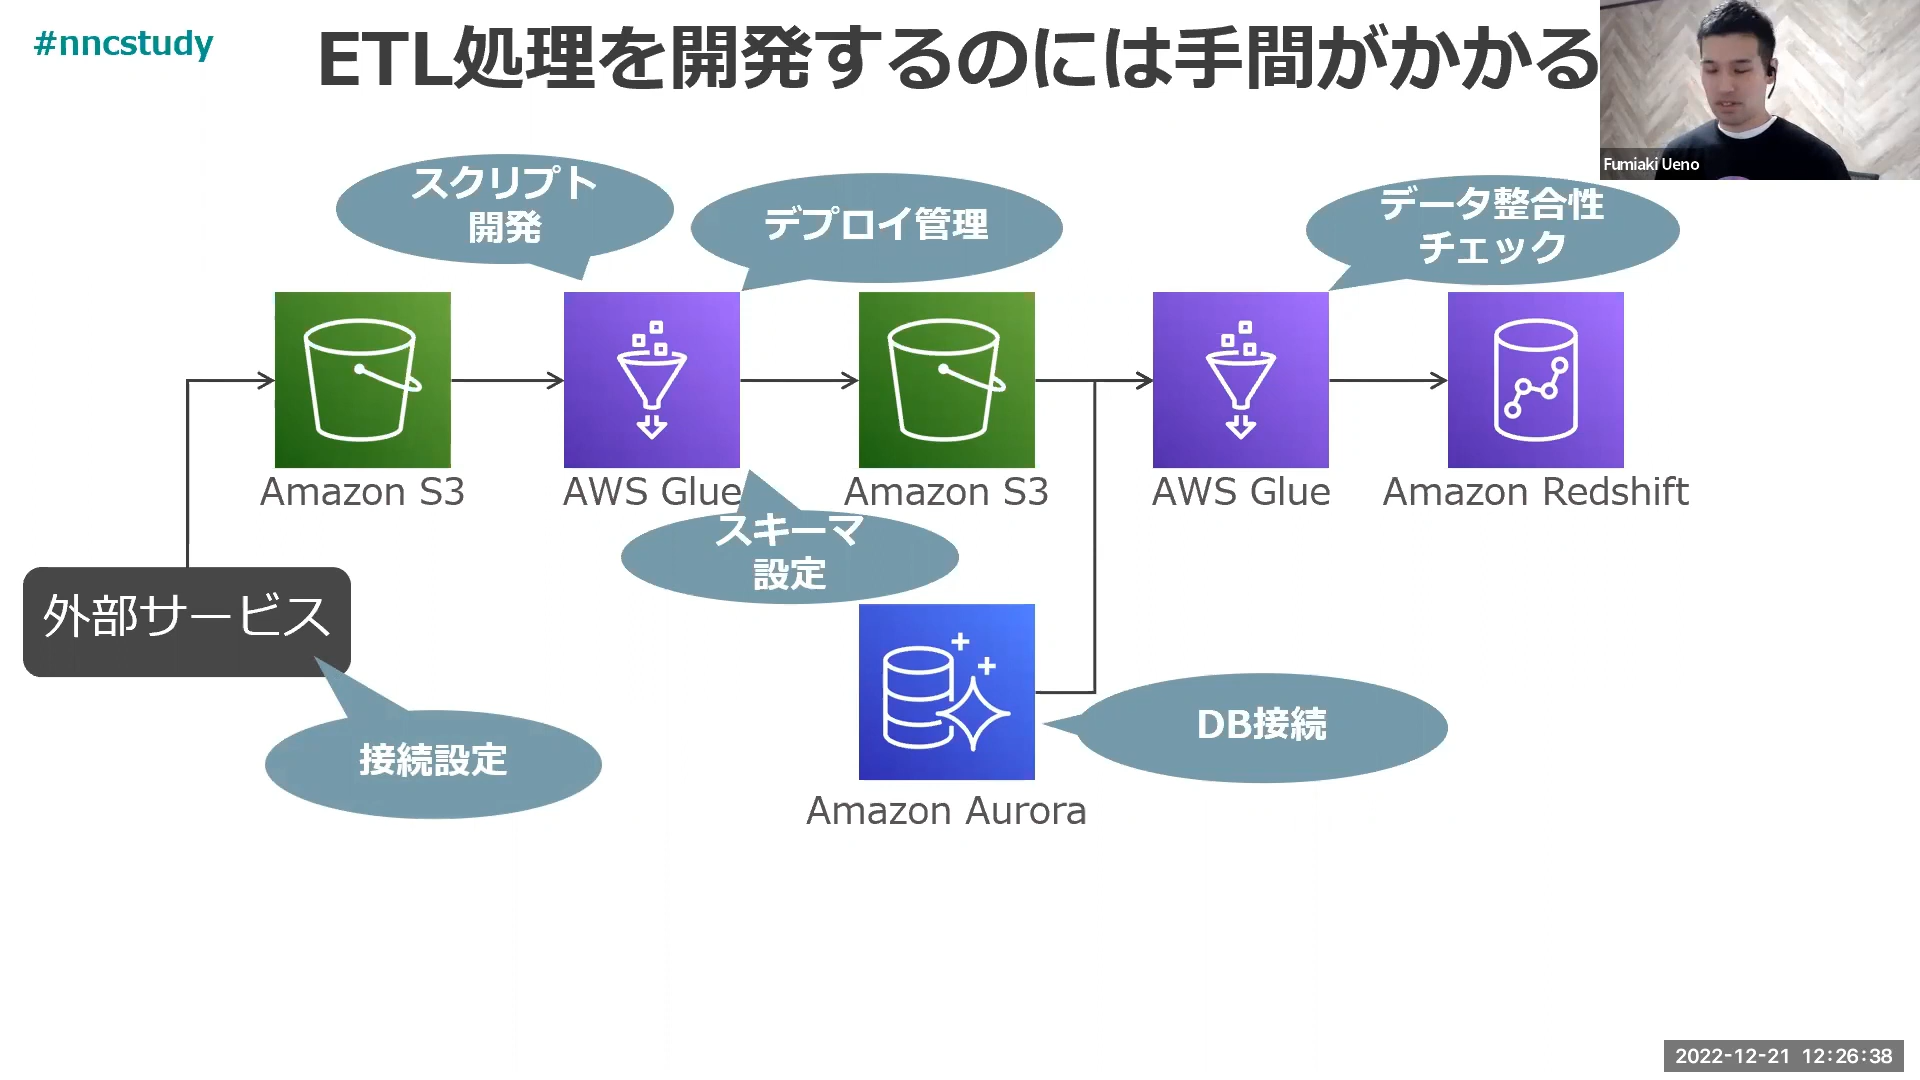 #nncstudy
ETL処理を開発するのには手間がかかる
Fumiaki Ueno
スクリプト
開発
デプロイ管理
データ整合性
チェック
Amazon S3
AWS Glue
Amazon S3
AWS Glue
Amazon Redshift
スキーマ
設定
外部サービス
接続設定
DB接続
Amazon Aurora
2022-12-21 12:26:38